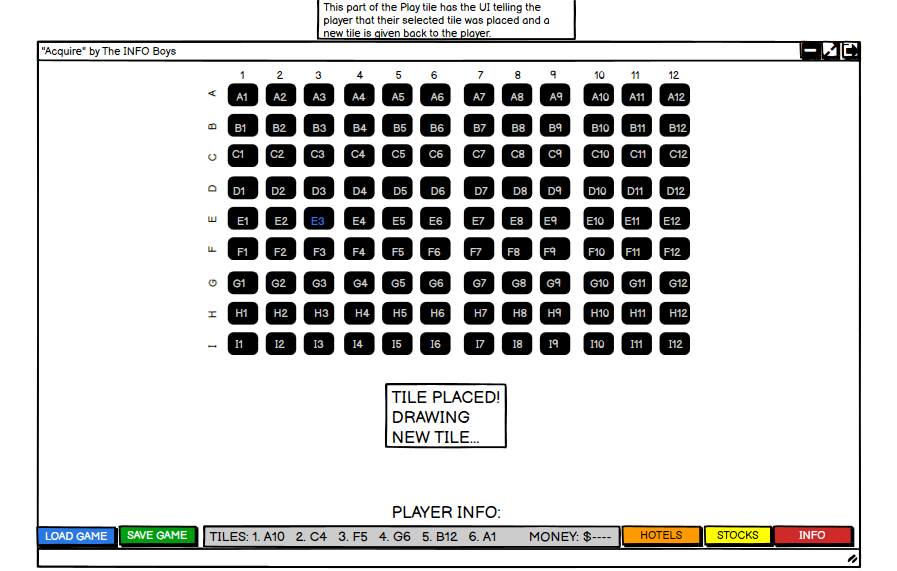 This part of the Play tile has the UI telling the
player that their selected tile was placed and a
new tile is given back to the player.
"Acquire" by The INFO Boys
1 2 3 4 5 6 7 8 9 10 11 12
A A1 A2 A3 A4 A5 A6 A7 A8 A9 A10 A11 A12
B B1 B2 B3 B4 B5 B6 B7 B8 B9 B10 B11 B12
C C1 C2 C3 C4 C5 C6 C7 C8 C9 C10 C11 C12
D D1 D2 D3 D4 D5 D6 D7 D8 D9 D10 D11 D12
E E1 E2 E3 E4 E5 E6 E7 E8 E9 E10 E11 E12
F F1 F2 F3 F4 F5 F6 F7 F8 F9 F10 F11 F12
G G1 G2 G3 G4 G5 G6 G7 G8 G9 G10 G11 G12
H H1 H2 H3 H4 H5 H6 H7 H8 H9 H10 H11 H12
I I1 I2 I3 I4 I5 I6 I7 I8 I9 I10 I11 I12
TILE PLACED!
DRAWING
NEW TILE...
PLAYER INFO:
LOAD GAME SAVE GAME TILES: 1. A10 2. C4 3. F5 4. G6 5. B12 6. A1 MONEY: $---- HOTELS STOCKS INFO